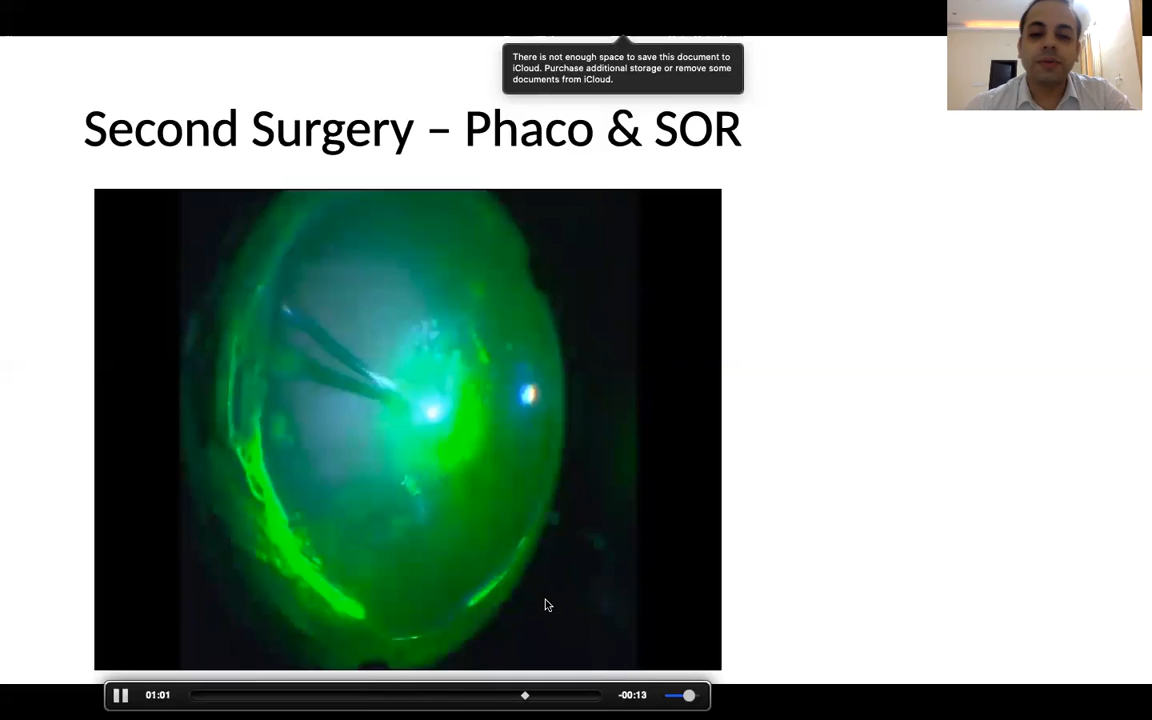 There is not enough space to save this document to
iCloud. Purchase additional storage or remove some
documents from iCloud.
Second Surgery – Phaco & SOR
01:01
-00:13